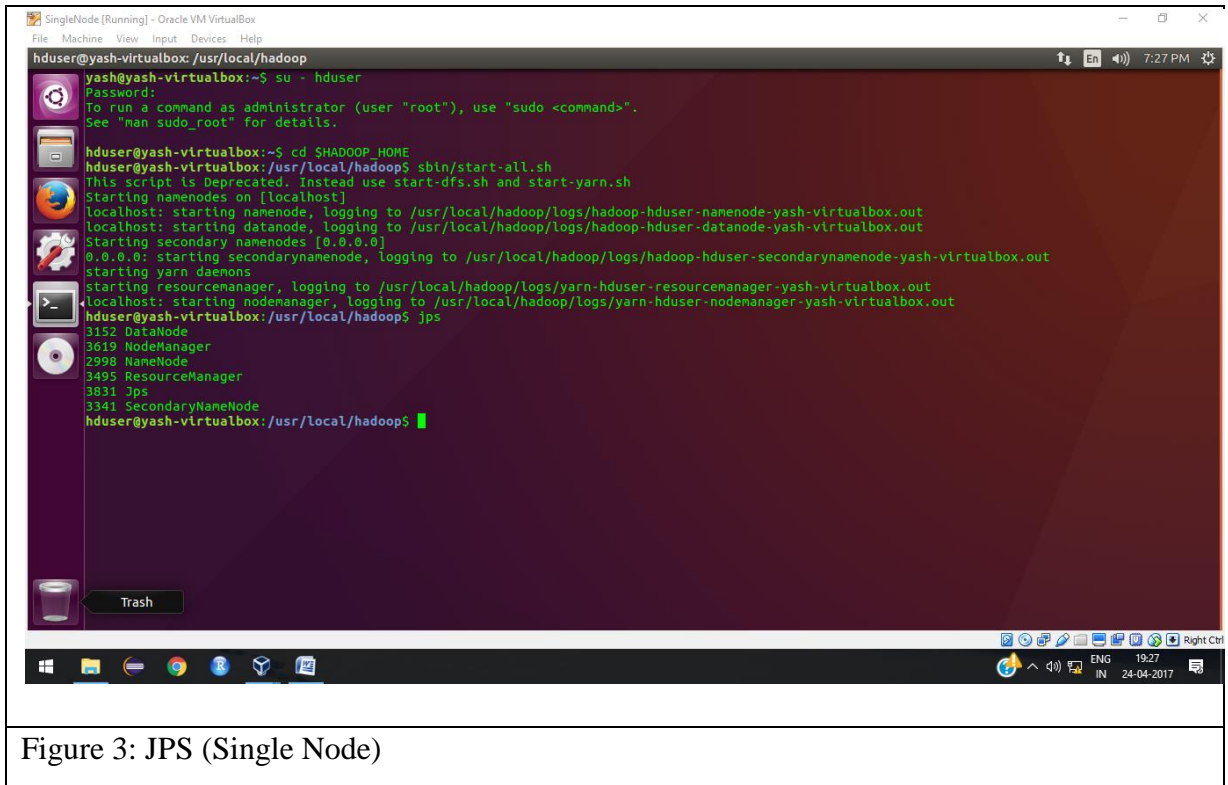 SingleNode [Running] - Oracle VM VirtualBox
File Machine View Input Devices Help
hduser@yash-virtualbox: /usr/local/hadoop
En 7:27 PM
yash@yash-virtualbox:~$ su - hduser
Password:
To run a command as administrator (user "root"), use "sudo <command>".
See "man sudo_root" for details.
hduser@yash-virtualbox:~$ cd $HADOOP_HOME
hduser@yash-virtualbox:/usr/local/hadoop$ sbin/start-all.sh
This script is Deprecated. Instead use start-dfs.sh and start-yarn.sh
Starting namenodes on [localhost]
localhost: starting namenode, logging to /usr/local/hadoop/logs/hadoop-hduser-namenode-yash-virtualbox.out
localhost: starting datanode, logging to /usr/local/hadoop/logs/hadoop-hduser-datanode-yash-virtualbox.out
Starting secondary namenodes [0.0.0.0]
0.0.0.0: starting secondarynamenode, logging to /usr/local/hadoop/logs/hadoop-hduser-secondarynamenode-yash-virtualbox.out
starting yarn daemons
starting resourcemanager, logging to /usr/local/hadoop/logs/yarn-hduser-resourcemanager-yash-virtualbox.out
localhost: starting nodemanager, logging to /usr/local/hadoop/logs/yarn-hduser-nodemanager-yash-virtualbox.out
hduser@yash-virtualbox:/usr/local/hadoop$ jps
3152 DataNode
3619 NodeManager
2998 NameNode
3495 ResourceManager
3831 Jps
3341 SecondaryNameNode
hduser@yash-virtualbox:/usr/local/hadoop$
Trash
Right Ctrl
R
W
ENG 19:27
IN 24-04-2017
Figure 3: JPS (Single Node)